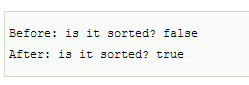 Before: is it sorted? false
After: is it sorted? true